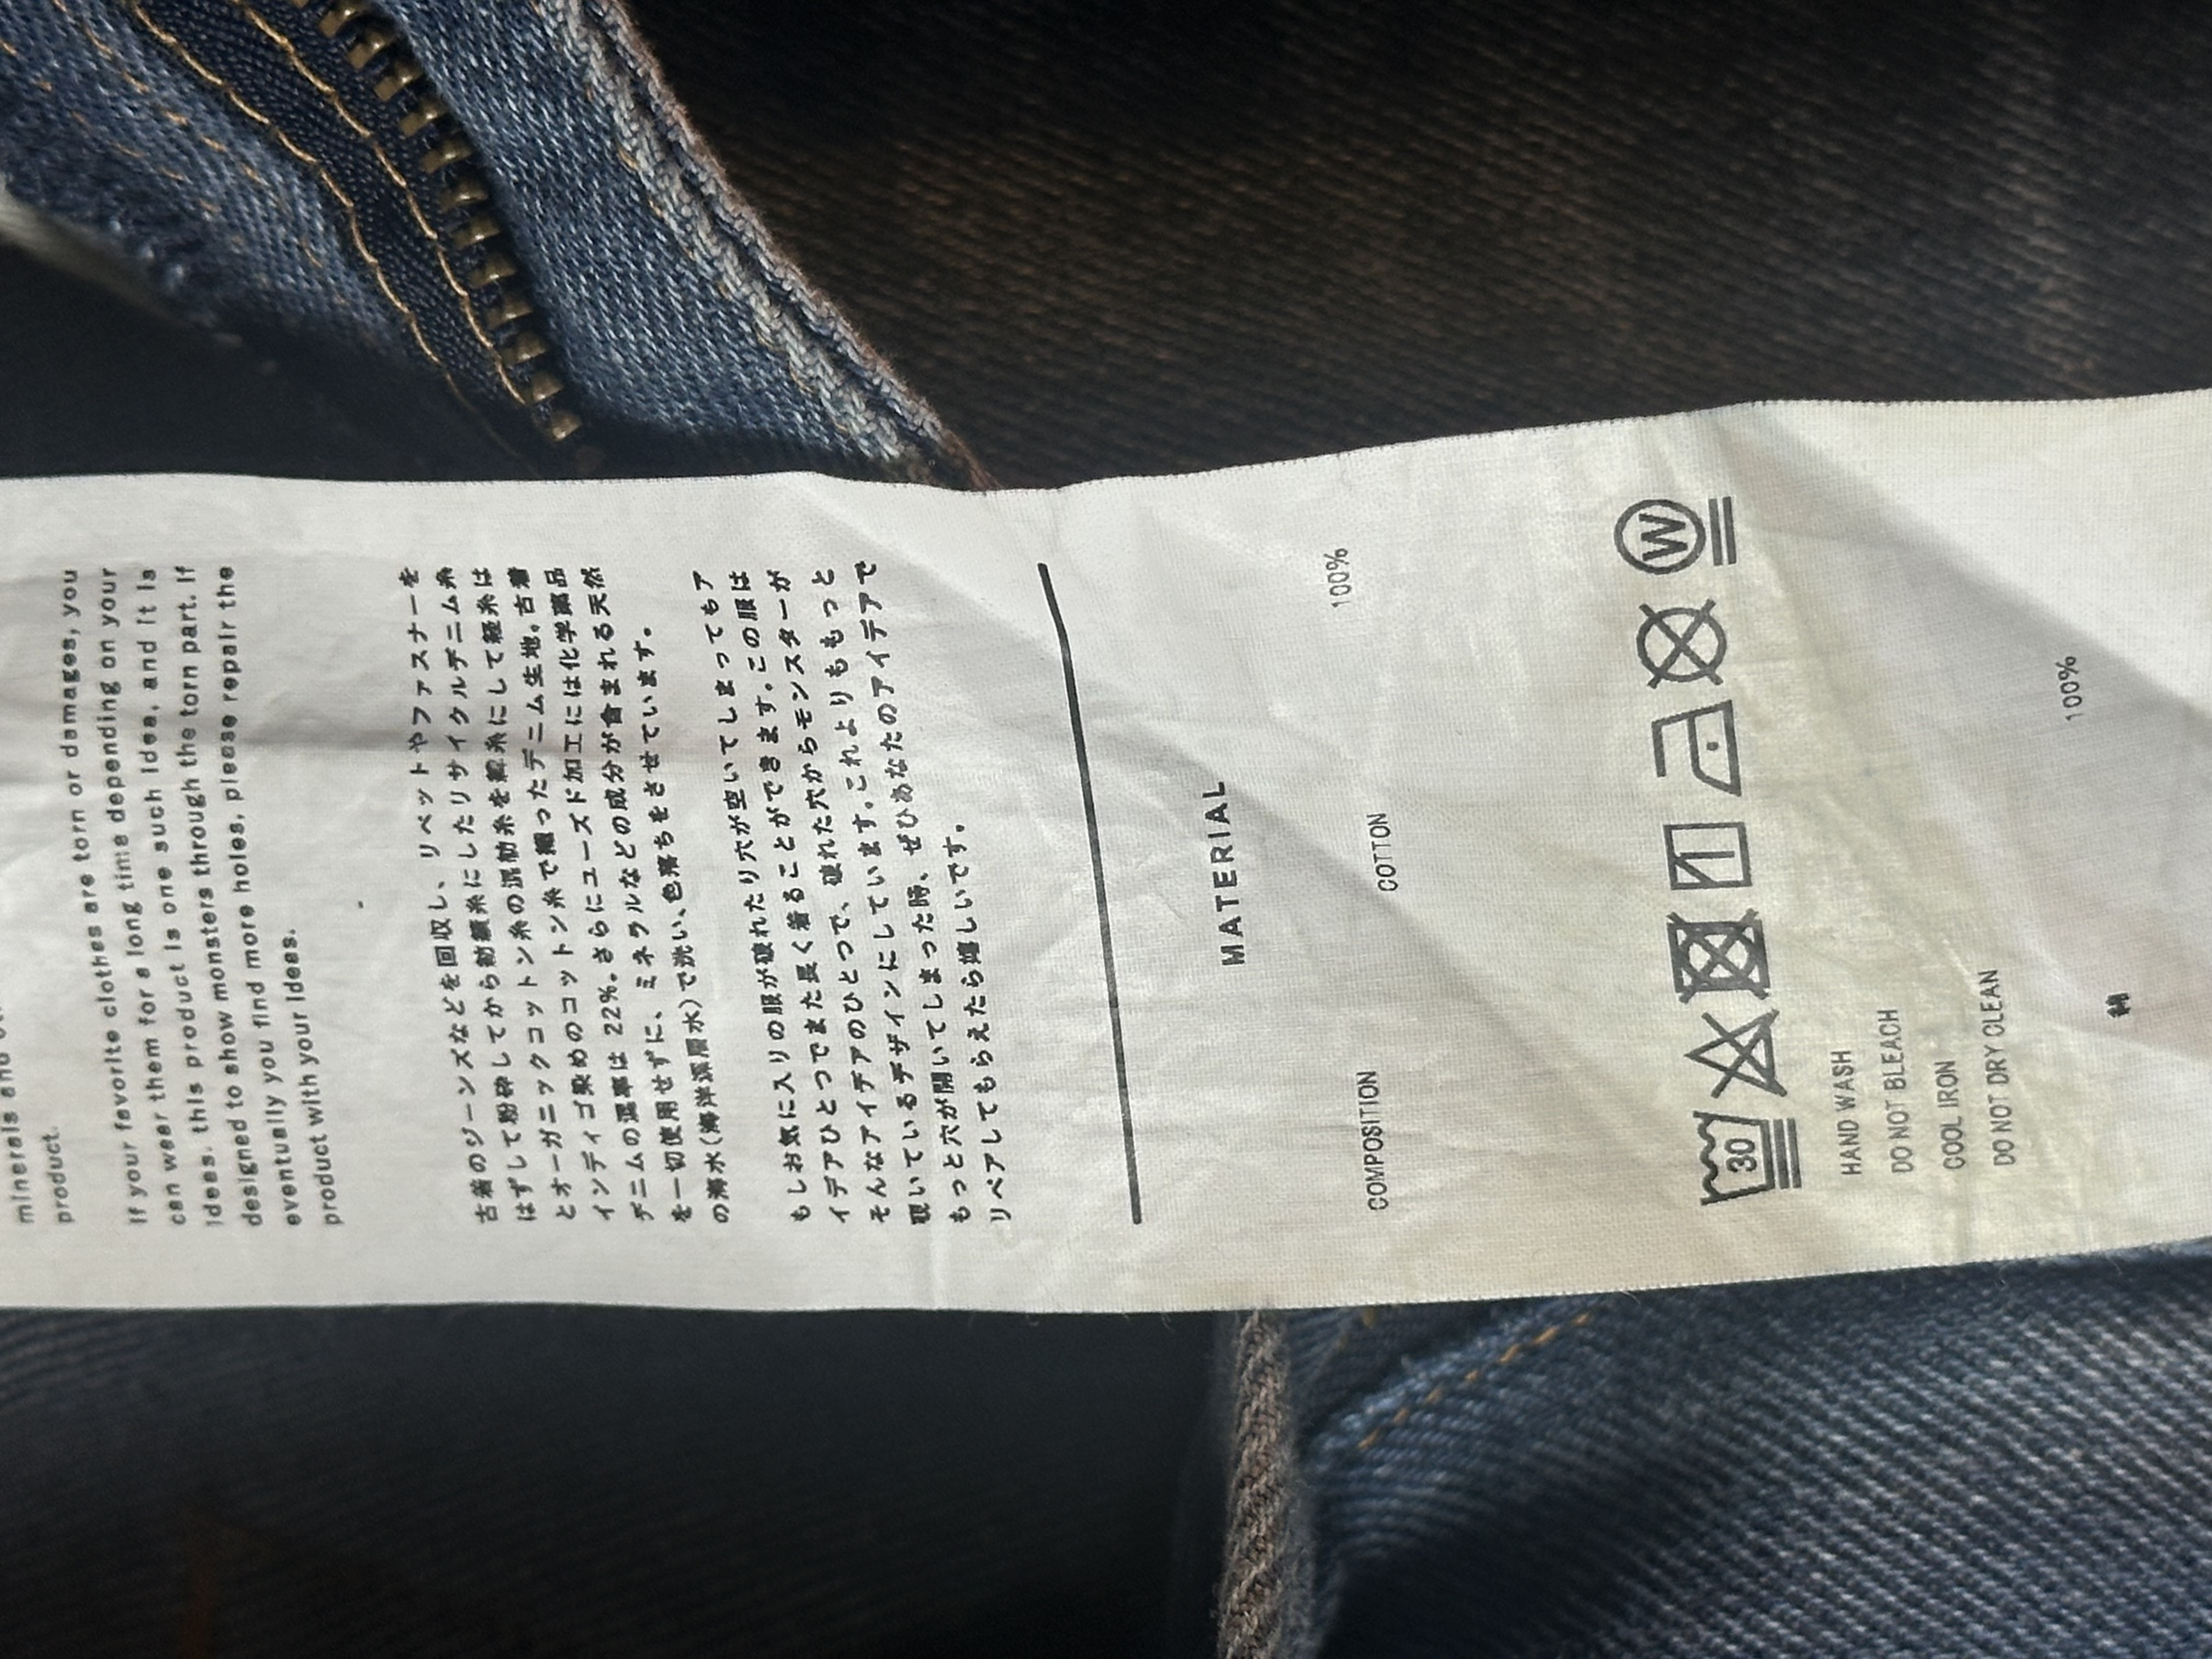 minerals and
product.
If your favorite clothes are torn or damages, you
can wear them for a long time depending on your
ideas. this product is one such idea, and it is
designed to show monsters through the torn part. If
eventually you find more holes, please repair the
product with your ideas.
古着のジーンズなどを回収し、リベットやファスナーを
はずして粉砕してから紡績糸にしたリサイクルデニム糸
とオーガニックコットン糸の混紡糸を緯糸にして経糸は
インディゴ染めのコットン糸で織ったデニム生地。古着
デニムの混率は 22%。さらにユーズド加工には化学薬品
を一切使用せずに、ミネラルなどの成分が含まれる天然
の海水(海洋深層水)で洗い、色落ちをさせています。
もしお気に入りの服が破れたり穴が空いてしまってもア
イデアひとつでまた長く着ることができます。この服は
そんなアイデアのひとつで、破れた穴からモンスターが
覗いているデザインにしています。これよりももっと
もっと穴が開いてしまった時、ぜひあなたのアイデアで
リペアしてもらえたら嬉しいです。
MATERIAL
COMPOSITION COTTON 100%
30 W
HAND WASH
DO NOT BLEACH
COOL IRON
DO NOT DRY CLEAN
綿 100%